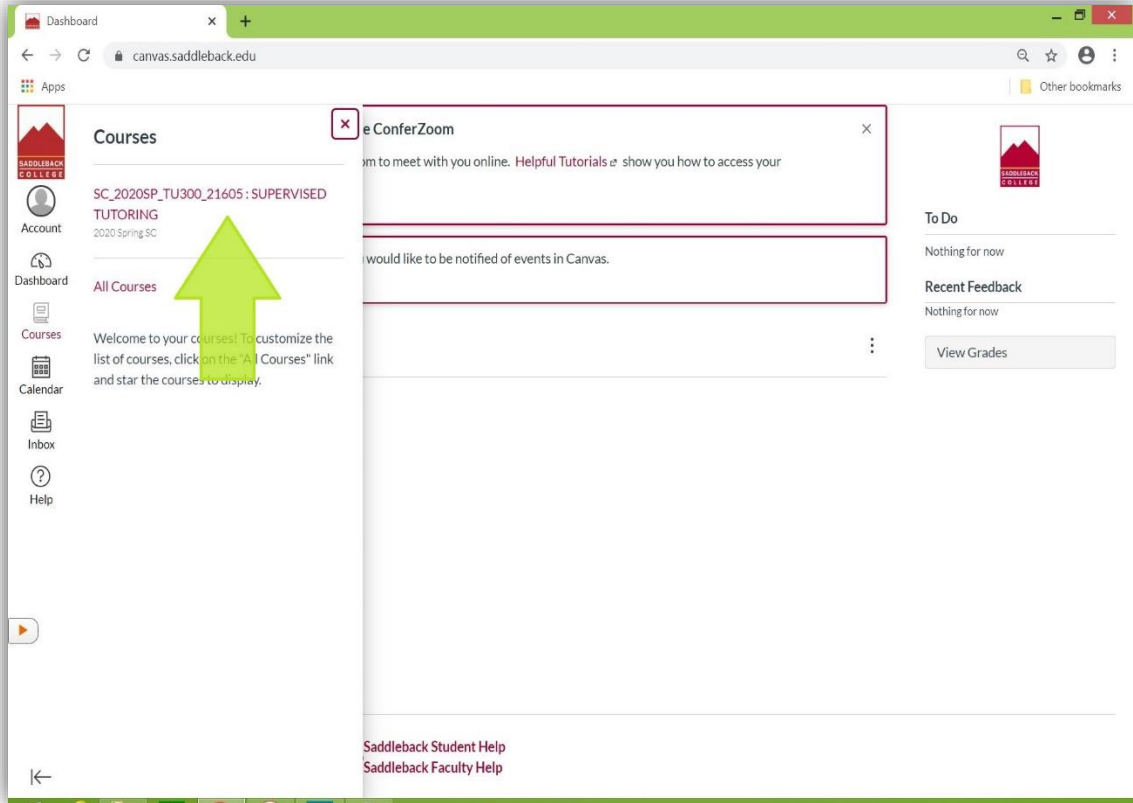 Dashboard
canvas.saddleback.edu
Apps
Other bookmarks
SADDLEBACK
COLLEGE
Account
Dashboard
Courses
Calendar
Inbox
Help
Courses
SC_2020SP_TU300_21605 : SUPERVISED
TUTORING
2020 Spring SC
All Courses
Welcome to your courses! To customize the
list of courses, click on the "All Courses" link
and star the courses to display.
e ConferZoom
om to meet with you online. Helpful Tutorials show you how to access your
would like to be notified of events in Canvas.
SADDLEBACK
COLLEGE
To Do
Nothing for now
Recent Feedback
Nothing for now
View Grades
Saddleback Student Help
Saddleback Faculty Help